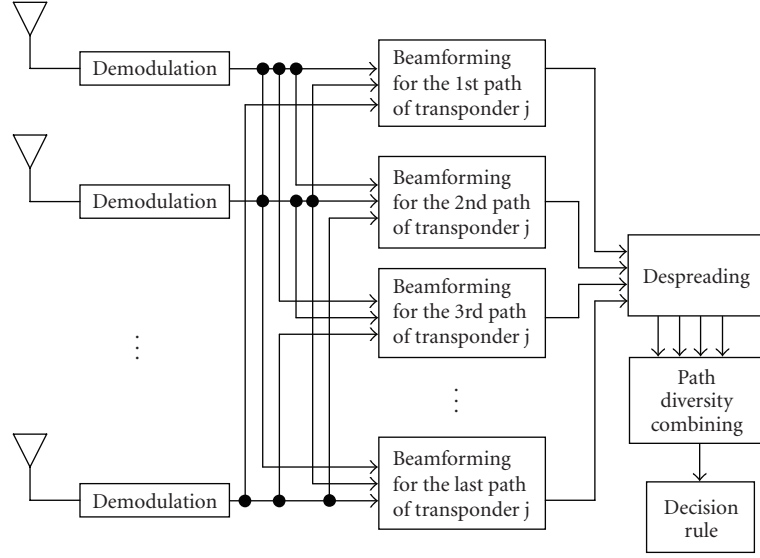 Demodulation
Beamforming
for the 1st path
of transponder j
Demodulation
Beamforming
for the 2nd path
of transponder j
Despreading
Beamforming
for the 3rd path
of transponder j
Path
diversity
combining
Demodulation
Beamforming
for the last path
of transponder j
Decision
rule